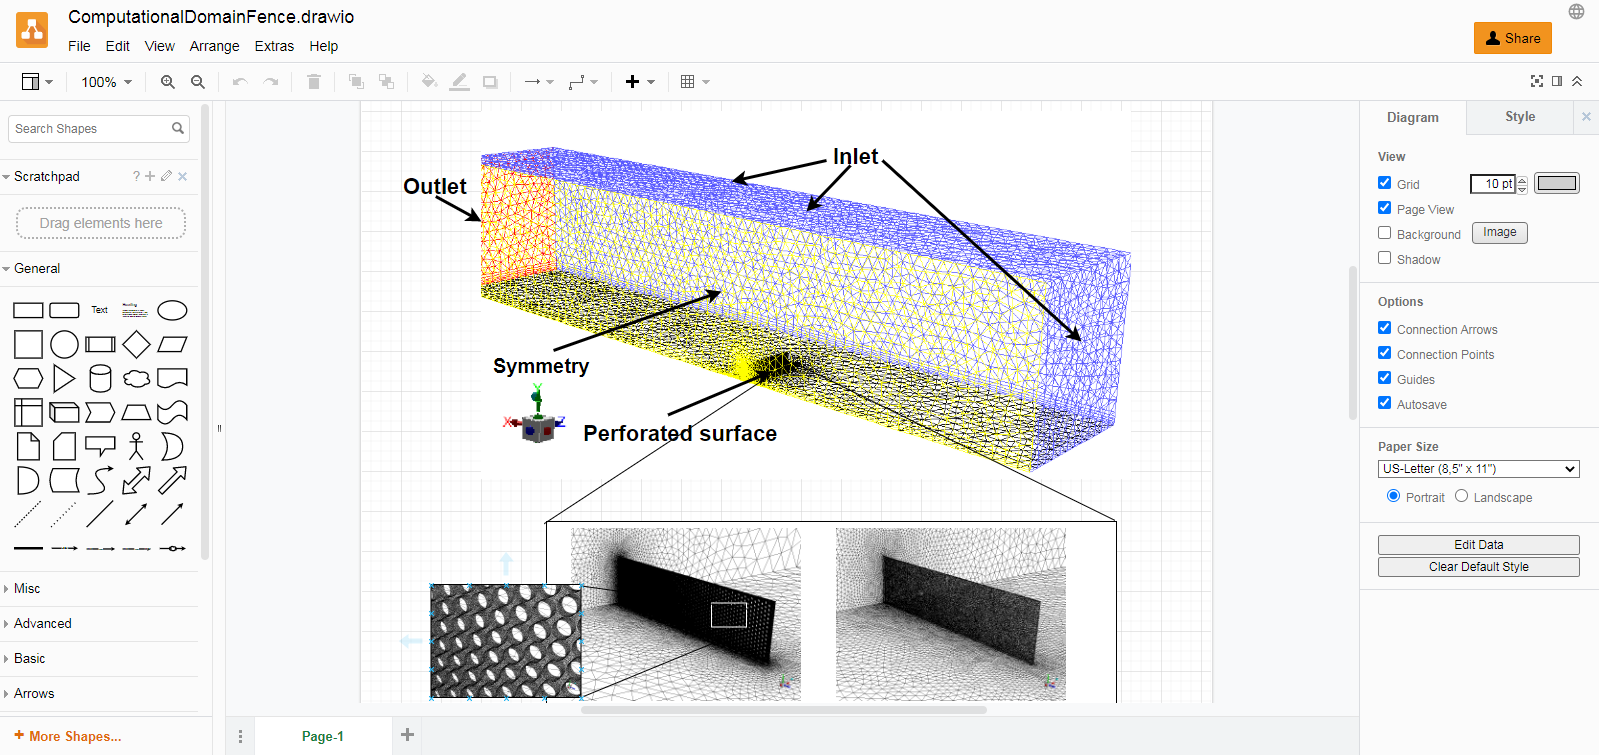 ComputationalDomainFence.drawio
File Edit View Arrange Extras Help
Share
100%
Search Shapes
Scratchpad
?
Drag elements here
General
Text
Heading
Misc
Advanced
Basic
Arrows
+ More Shapes...
Inlet
Outlet
Symmetry
Perforated surface
Y
X
Z
Page-1
Diagram
Style
View
Grid
10 pt
Page View
Background
Image
Shadow
Options
Connection Arrows
Connection Points
Guides
Autosave
Paper Size
US-Letter (8,5" x 11")
Portrait
Landscape
Edit Data
Clear Default Style